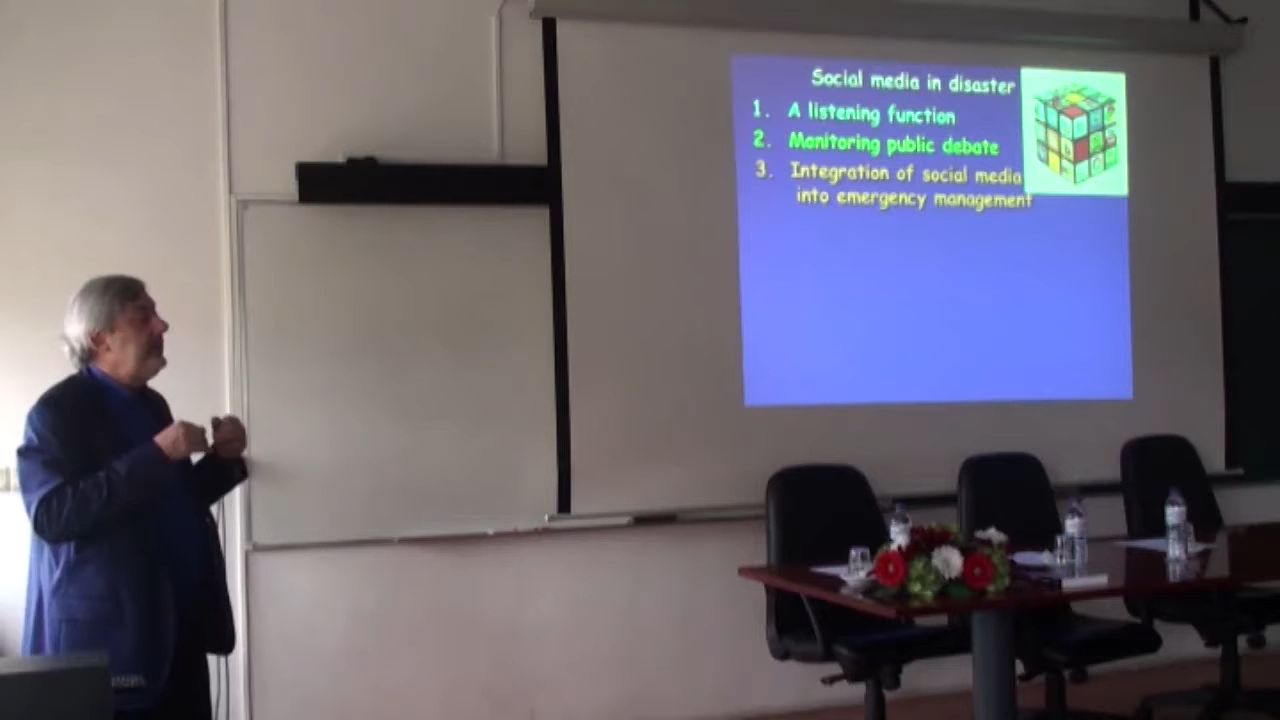 Social media in disaster
1. A listening function
2. Monitoring public debate
3. Integration of social media
into emergency management